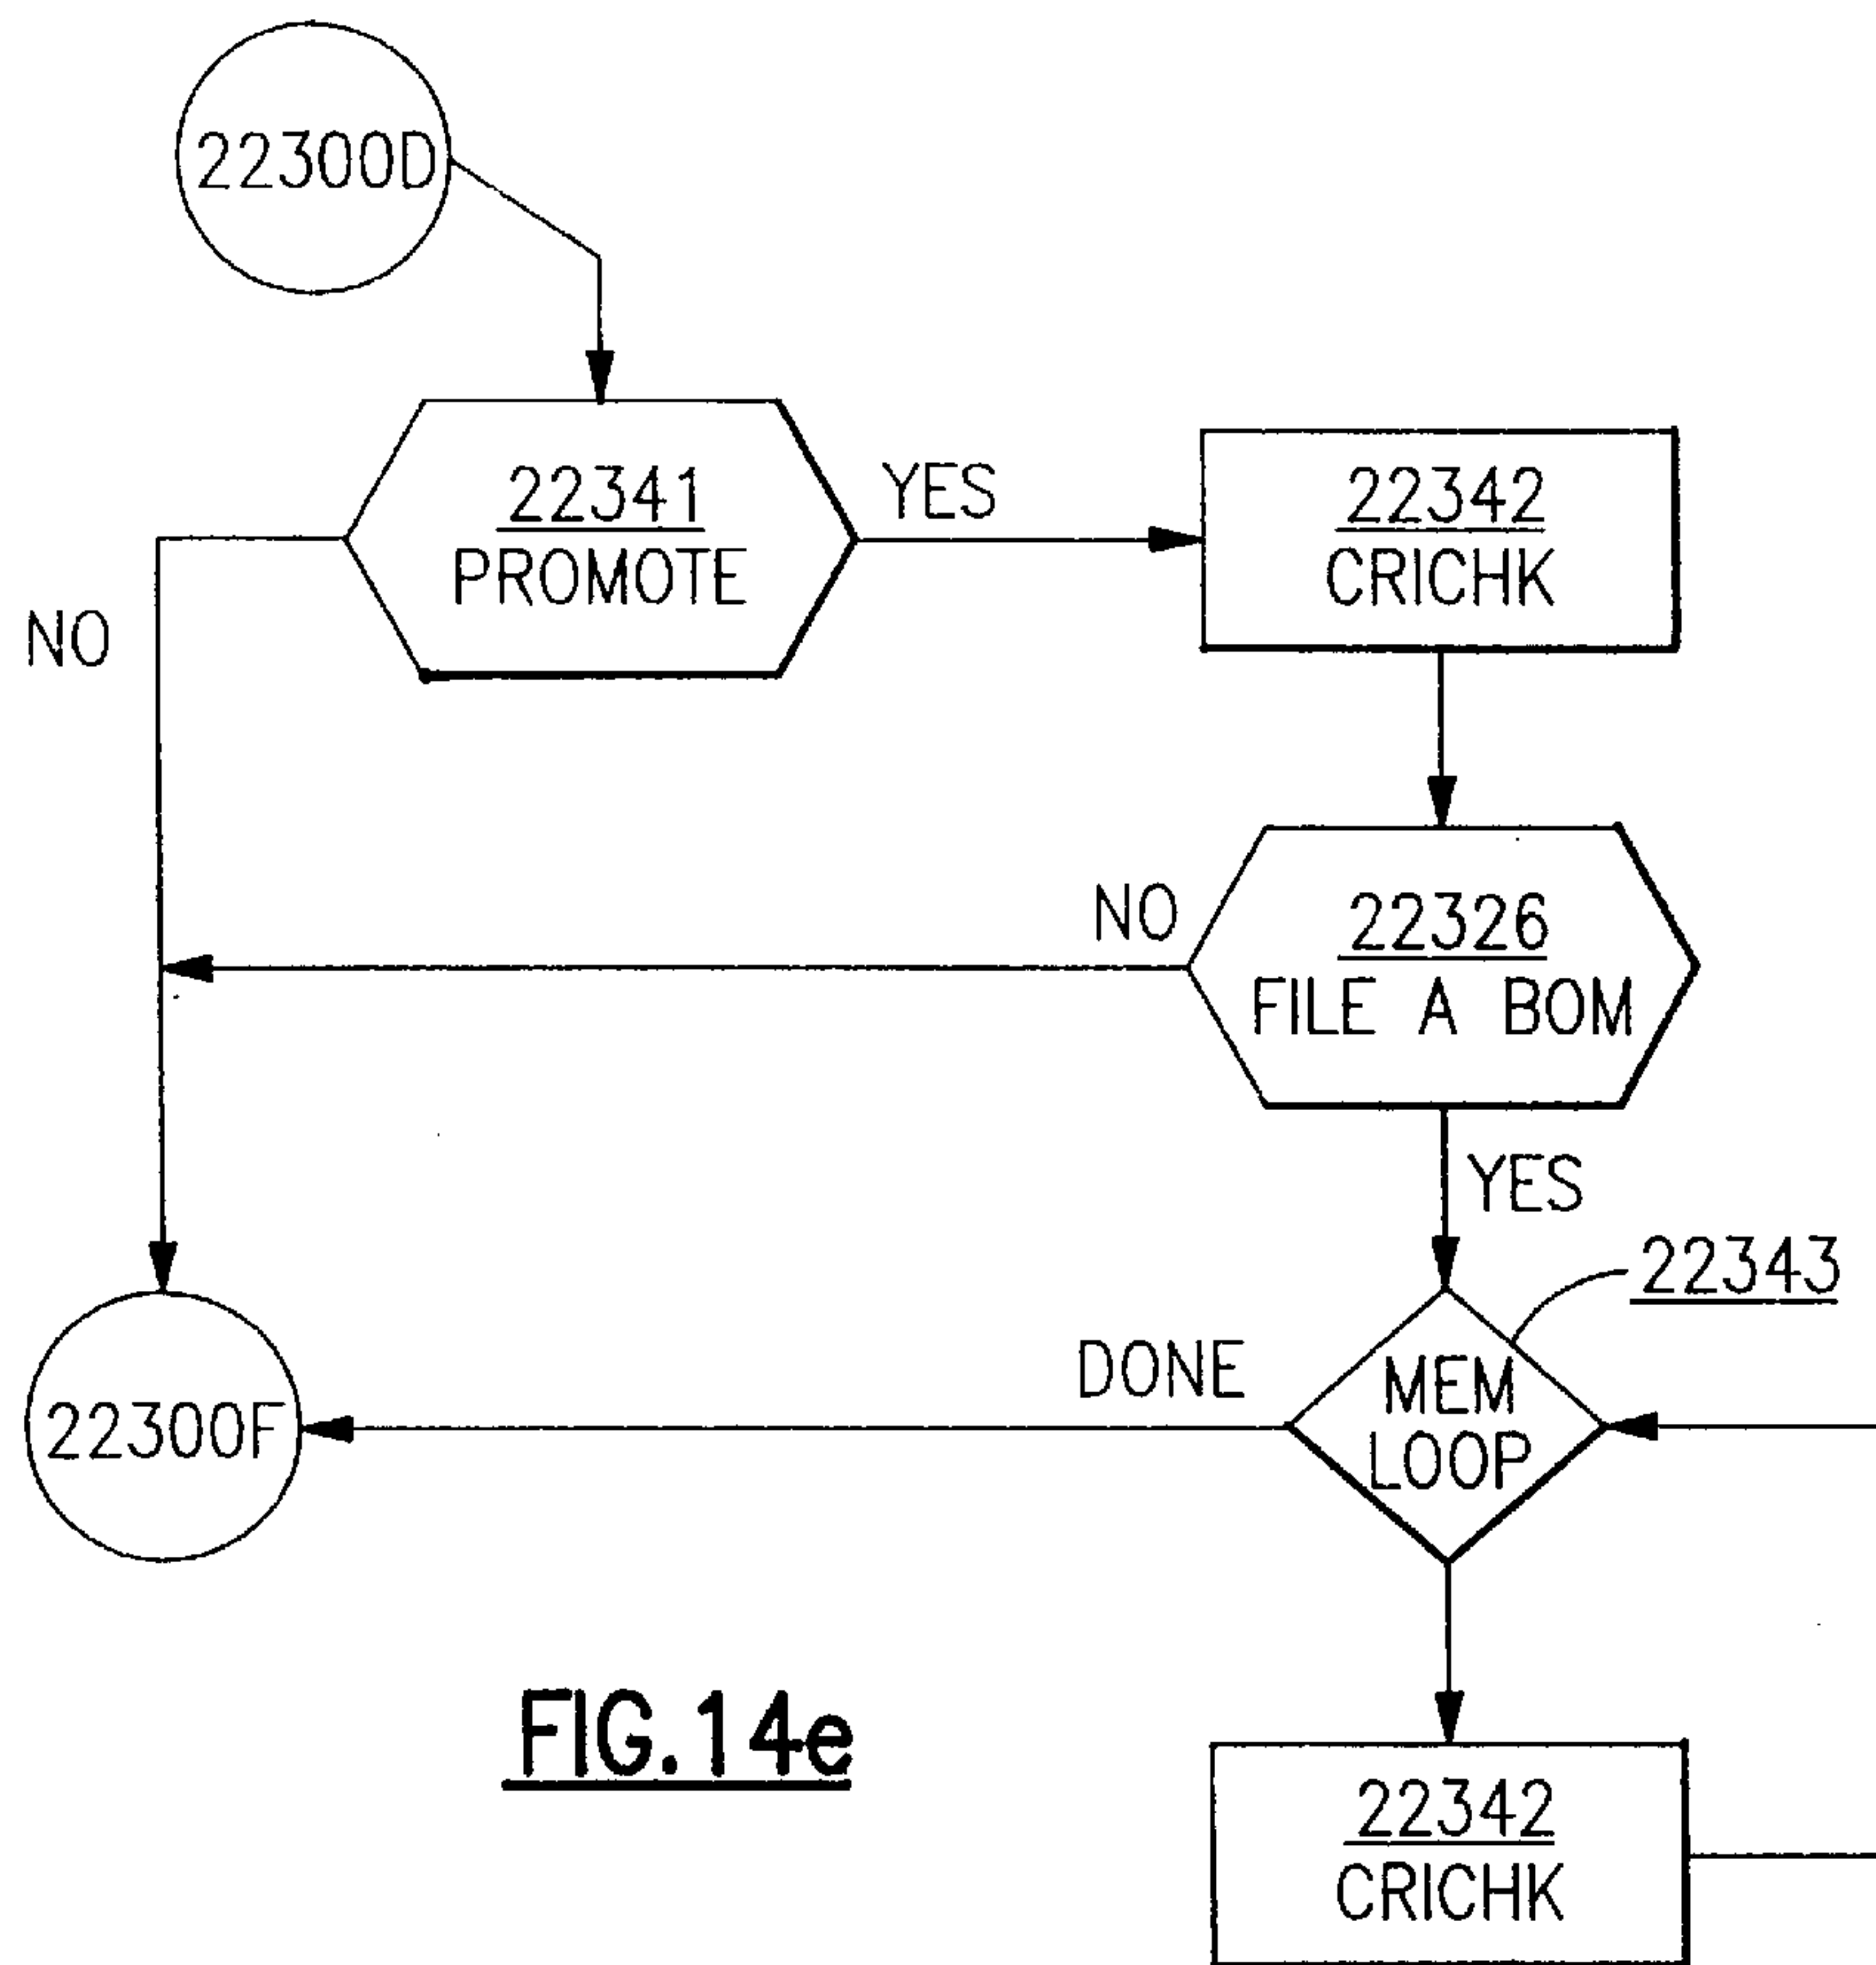 22300D
22341
PROMOTE
YES
22342
CRICHK
NO
NO
22326
FILE A BOM
YES
22343
DONE
MEM
LOOP
22300F
FIG.14e
22342
CRICHK